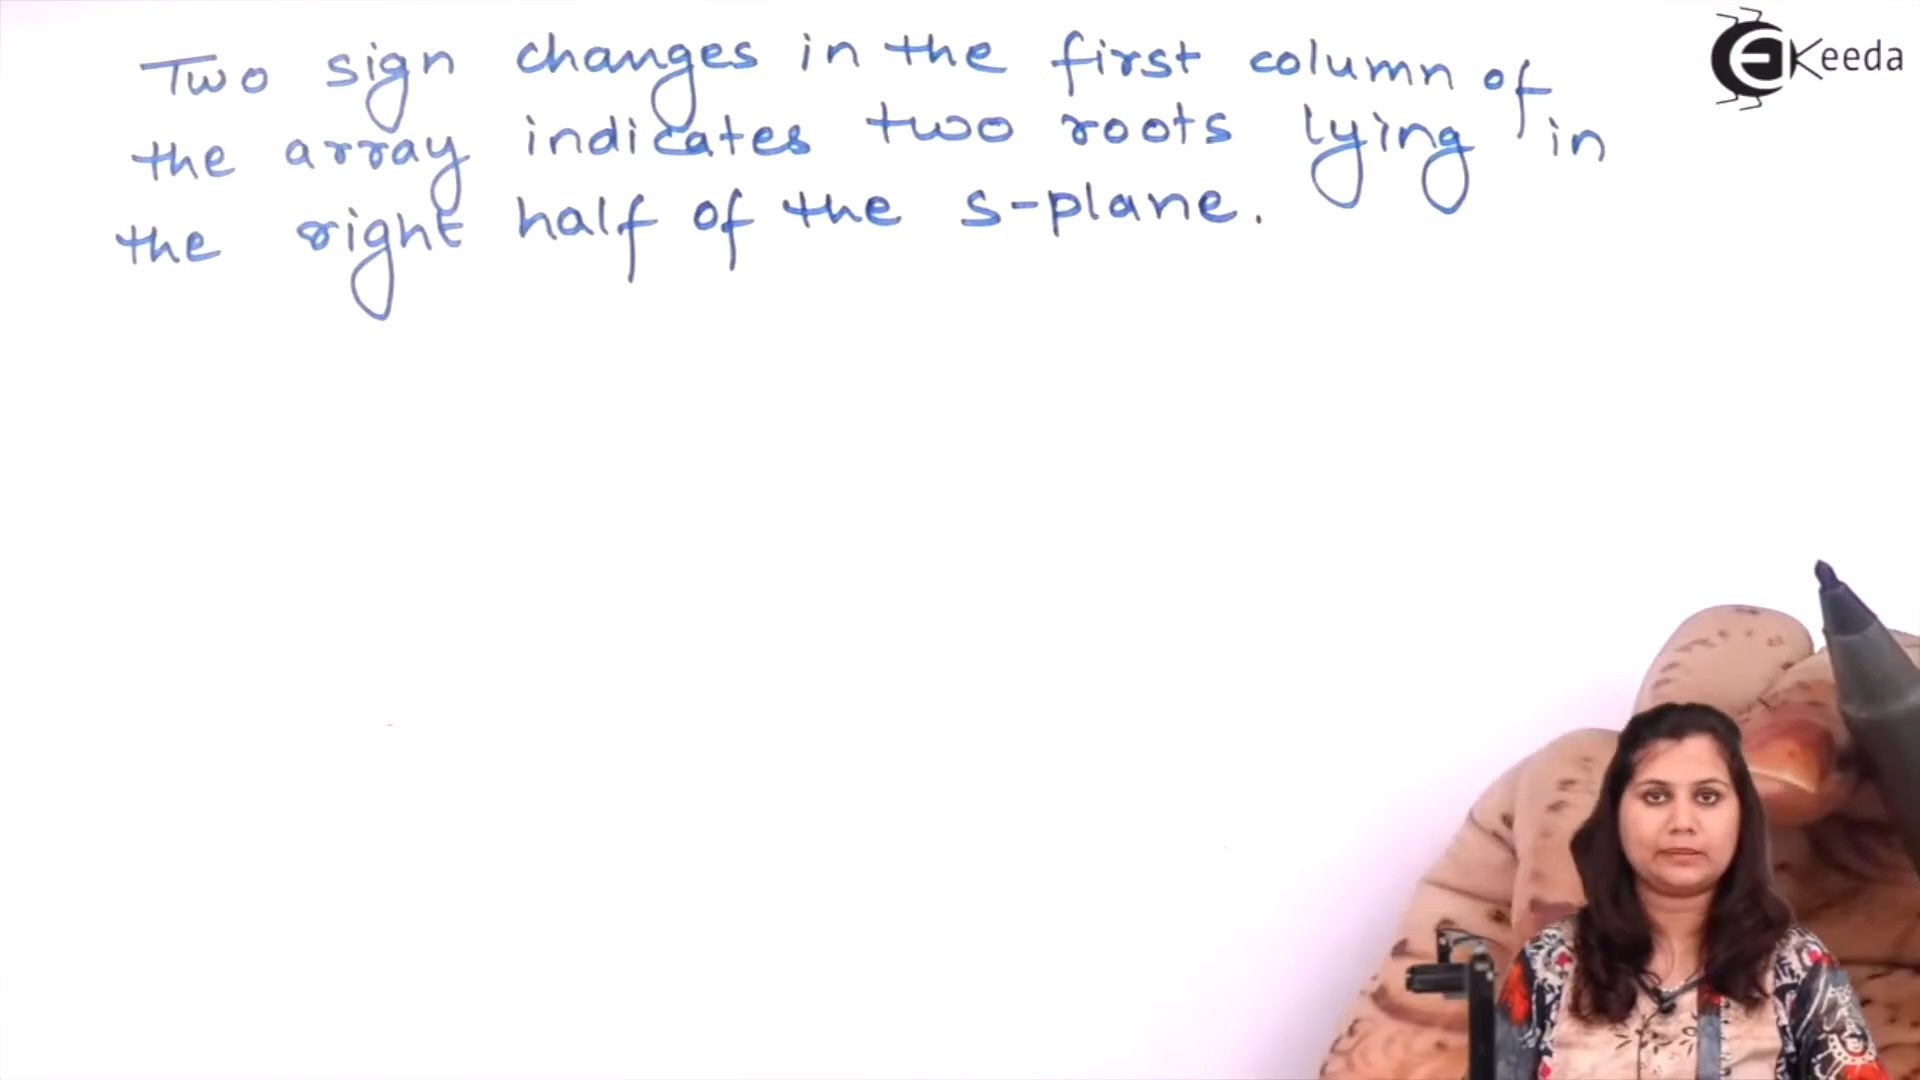 Two sign changes in the first column of
the array indicates two roots lying in
the right half of the s-plane.
Keeda